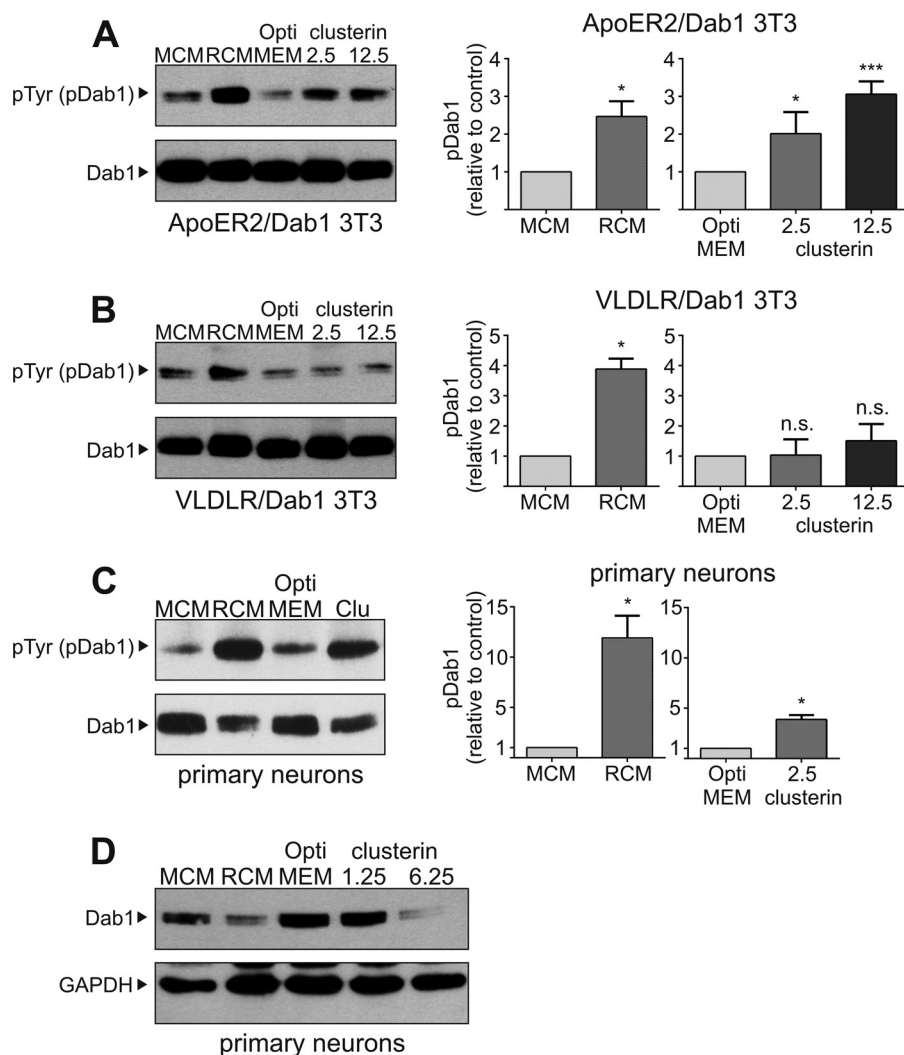 A
Opti clusterin
MCM RCM MEM 2.5 12.5
pTyr (pDab1)
Dab1
ApoER2/Dab1 3T3
ApoER2/Dab1 3T3
pDab1
(relative to control)
4
3
2
1
*
MCM RCM
4
3
2
1
*
***
Opti
MEM
2.5 12.5
clusterin
B
Opti clusterin
MCM RCM MEM 2.5 12.5
pTyr (pDab1)
Dab1
VLDLR/Dab1 3T3
VLDLR/Dab1 3T3
pDab1
(relative to control)
5
4
3
2
1
*
MCM RCM
5
4
3
2
1
n.s.
n.s.
Opti
MEM
2.5 12.5
clusterin
C
Opti
MCM RCM MEM Clu
pTyr (pDab1)
Dab1
primary neurons
primary neurons
pDab1
(relative to control)
15
10
5
1
*
MCM RCM
15
10
5
1
*
Opti
MEM
2.5
clusterin
D
Opti clusterin
MCM RCM MEM 1.25 6.25
Dab1
GAPDH
primary neurons